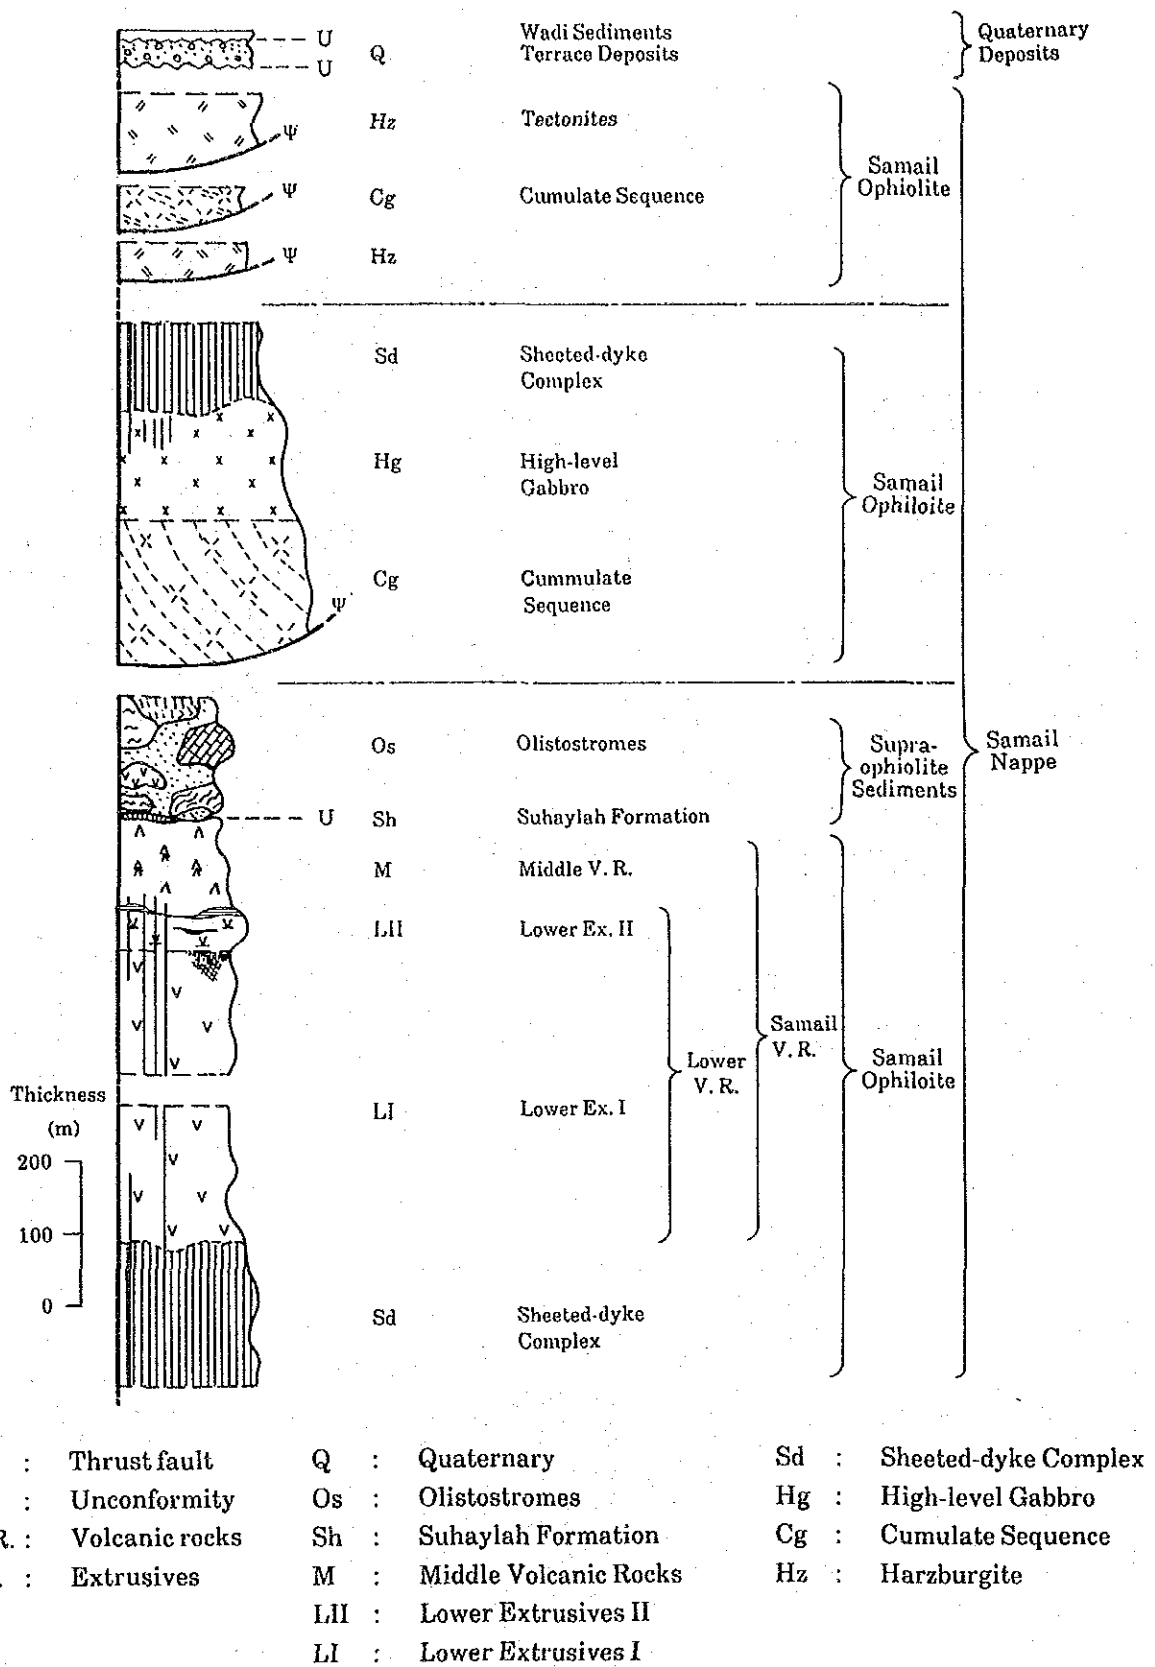 U
U
Q
Wadi Sediments
Terrace Deposits
Quaternary
Deposits
Ψ
Hz
Tectonites
Ψ
Cg
Cumulate Sequence
Ψ
Hz
Samail
Ophiolite
Sd
Sheeted-dyke
Complex
Hg
High-level
Gabbro
Cg
Cummulate
Sequence
Ψ
Samail
Ophiloite
Os
Olistostromes
U
Sh
Suhaylah Formation
Supra-
ophiolite
Sediments
Samail
Nappe
M
Middle V. R.
LII
Lower Ex. II
LI
Lower Ex. I
Lower
V. R.
Samail
V. R.
Samail
Ophiloite
Sd
Sheeted-dyke
Complex
Thickness
(m)
200
100
0
: Thrust fault
: Unconformity
R. : Volcanic rocks
. : Extrusives
Q : Quaternary
Os : Olistostromes
Sh : Suhaylah Formation
M : Middle Volcanic Rocks
LII : Lower Extrusives II
LI : Lower Extrusives I
Sd : Sheeted-dyke Complex
Hg : High-level Gabbro
Cg : Cumulate Sequence
Hz : Harzburgite